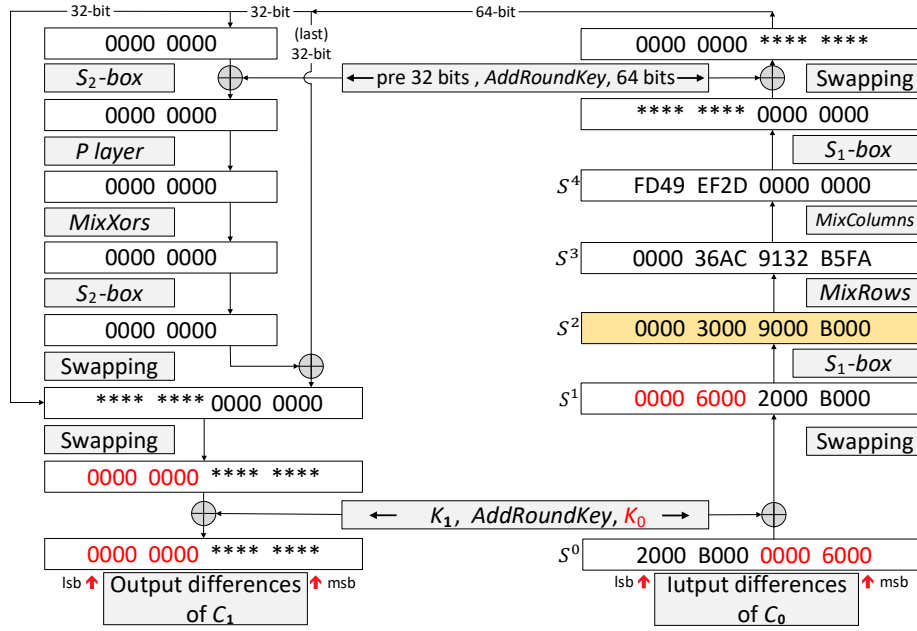 32-bit 32-bit 64-bit
(last)
32-bit
0000 0000
0000 0000 **** ****
S₂-box
pre 32 bits , AddRoundKey, 64 bits
Swapping
0000 0000
**** **** 0000 0000
P layer
S₁-box
0000 0000
S⁴ FD49 EF2D 0000 0000
MixXors
MixColumns
0000 0000
S³ 0000 36AC 9132 B5FA
S₂-box
MixRows
0000 0000
S² 0000 3000 9000 B000
Swapping
S₁-box
**** **** 0000 0000
S¹ 0000 6000 2000 B000
Swapping
Swapping
0000 0000 **** ****
K₁, AddRoundKey, K₀
0000 0000 **** ****
S⁰ 2000 B000 0000 6000
lsb msb
lsb msb
Output differences
of C₁
Iutput differences
of C₀